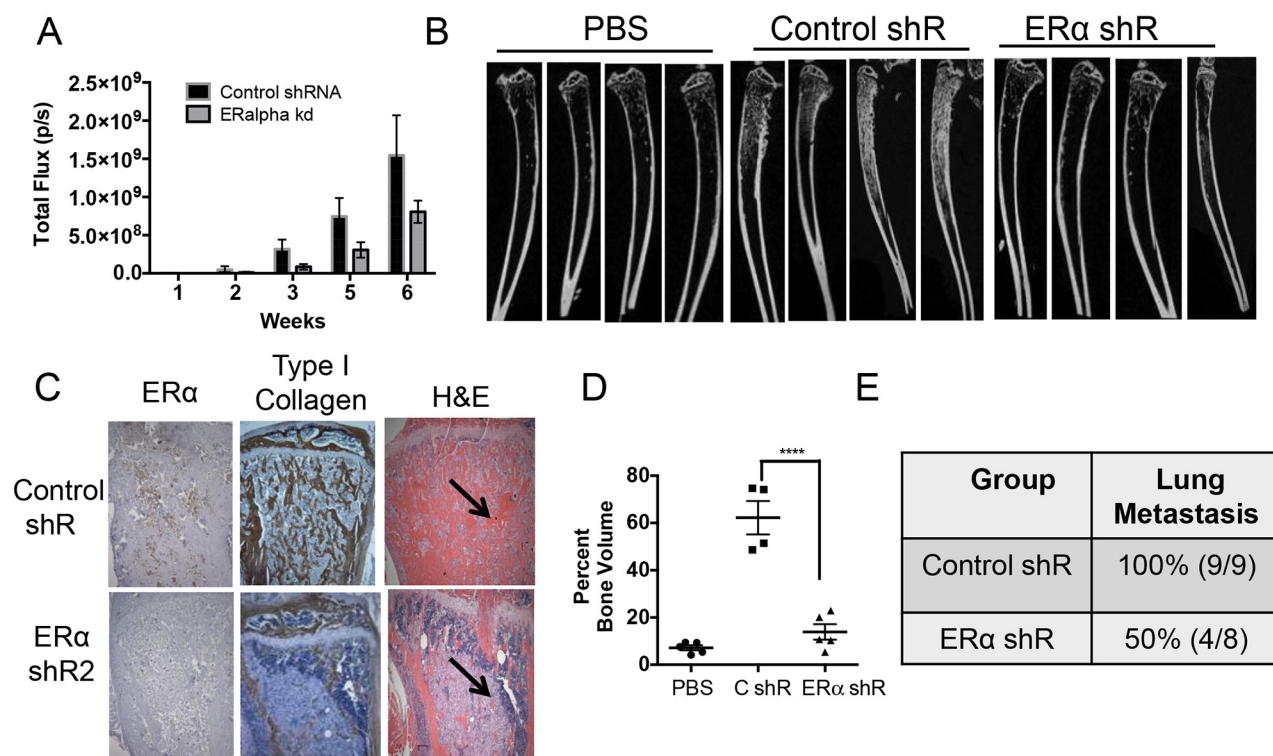 A
2.5×10⁹
2.0×10⁹
1.5×10⁹
1.0×10⁹
5.0×10⁸
0.0
Total Flux (p/s)
Control shRNA
ERalpha kd
1 2 3 5 6
Weeks
B
PBS Control shR ERα shR
C
ERα
Type I
Collagen
H&E
Control
shR
ERα
shR2
D
****
80
60
40
20
0
Percent
Bone Volume
PBS C shR ERα shR
E
Group Lung
Metastasis
Control shR 100% (9/9)
ERα shR 50% (4/8)